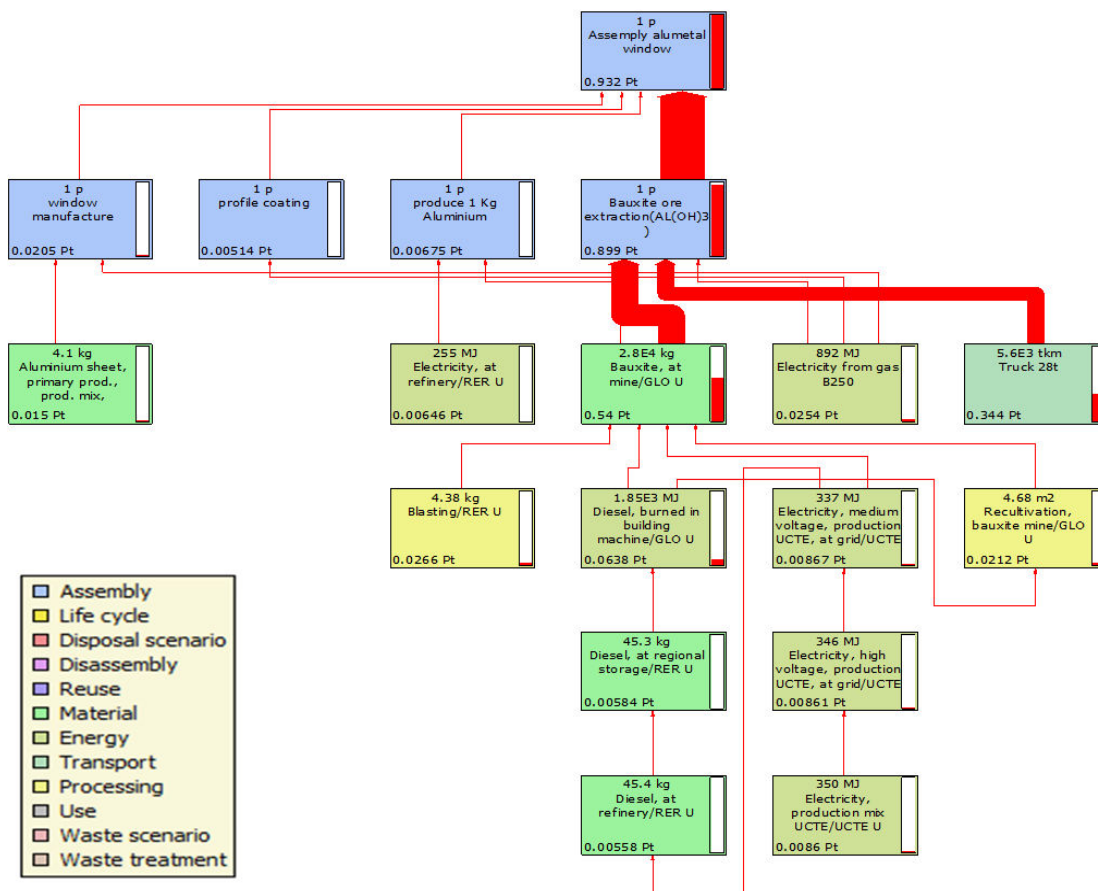 1 p
Assemply alumetal
window
0.932 Pt
1 p
window
manufacture
0.0205 Pt
1 p
profile coating
0.00514 Pt
1 p
produce 1 Kg
Aluminium
0.00675 Pt
1 p
Bauxite ore
extraction(AL(OH)3
)
0.899 Pt
4.1 kg
Aluminium sheet,
primary prod.,
prod. mix,
0.015 Pt
255 MJ
Electricity, at
refinery/RER U
0.00646 Pt
2.8E4 kg
Bauxite, at
mine/GLO U
0.54 Pt
892 MJ
Electricity from gas
B250
0.0254 Pt
5.6E3 tkm
Truck 28t
0.344 Pt
4.38 kg
Blasting/RER U
0.0266 Pt
1.85E3 MJ
Diesel, burned in
building
machine/GLO U
0.0638 Pt
337 MJ
Electricity, medium
voltage, production
UCTE, at grid/UCTE
0.00867 Pt
4.68 m2
Recultivation,
bauxite mine/GLO
U
0.0212 Pt
45.3 kg
Diesel, at regional
storage/RER U
0.00584 Pt
346 MJ
Electricity, high
voltage, production
UCTE, at grid/UCTE
0.00861 Pt
45.4 kg
Diesel, at
refinery/RER U
0.00558 Pt
350 MJ
Electricity,
production mix
UCTE/UCTE U
0.0086 Pt
Assembly
Life cycle
Disposal scenario
Disassembly
Reuse
Material
Energy
Transport
Processing
Use
Waste scenario
Waste treatment